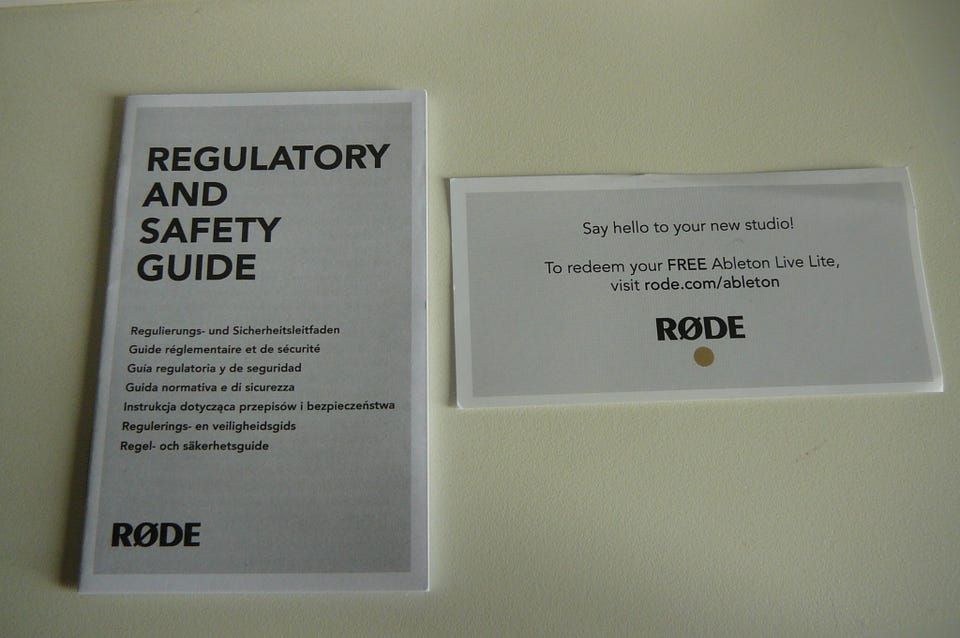 REGULATORY
AND
SAFETY
GUIDE
Regulierungs- und Sicherheitsleitfaden
Guide réglementaire et de sécurité
Guía regulatoria y de seguridad
Guida normativa e di sicurezza
Instrukcja dotycząca przepisów i bezpieczeństwa
Regulerings- en veiligheidsgids
Regel- och säkerhetsguide
RØDE
Say hello to your new studio!
To redeem your FREE Ableton Live Lite,
visit rode.com/ableton
RØDE